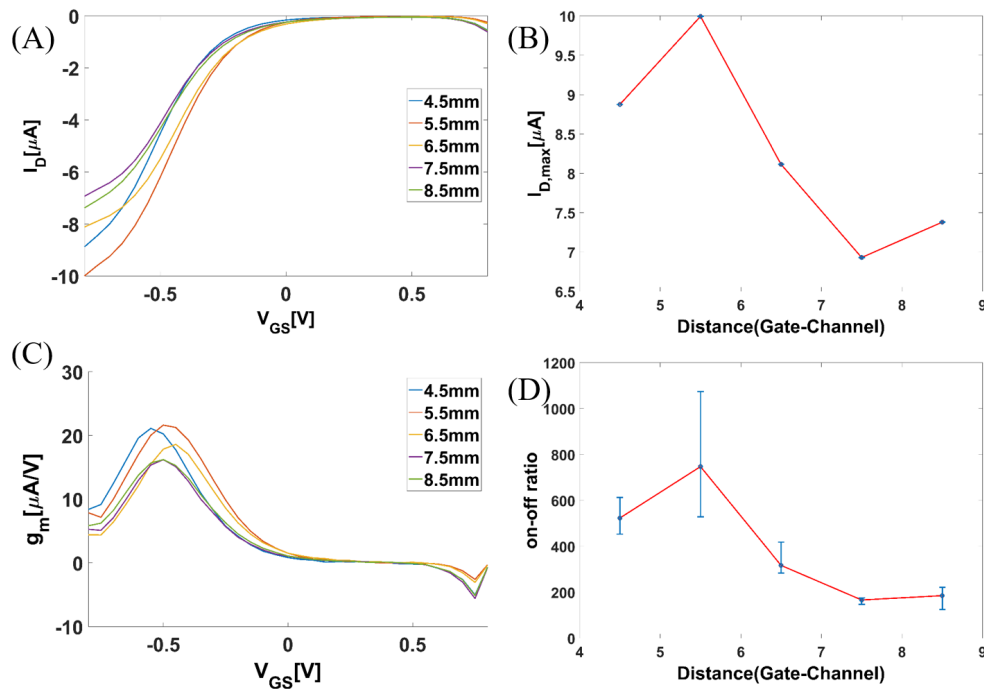 (A)
0
-2
-4
-6
-8
-10
I_D[μA]
-0.5
0
0.5
V_GS[V]
4.5mm
5.5mm
6.5mm
7.5mm
8.5mm
(B)
10
9.5
9
8.5
8
7.5
7
6.5
I_D,max[μA]
4
5
6
7
8
9
Distance(Gate-Channel)
(C)
30
20
10
0
-10
g_m[μA/V]
-0.5
0
0.5
V_GS[V]
4.5mm
5.5mm
6.5mm
7.5mm
8.5mm
(D)
1200
1000
800
600
400
200
0
on-off ratio
4
5
6
7
8
9
Distance(Gate-Channel)